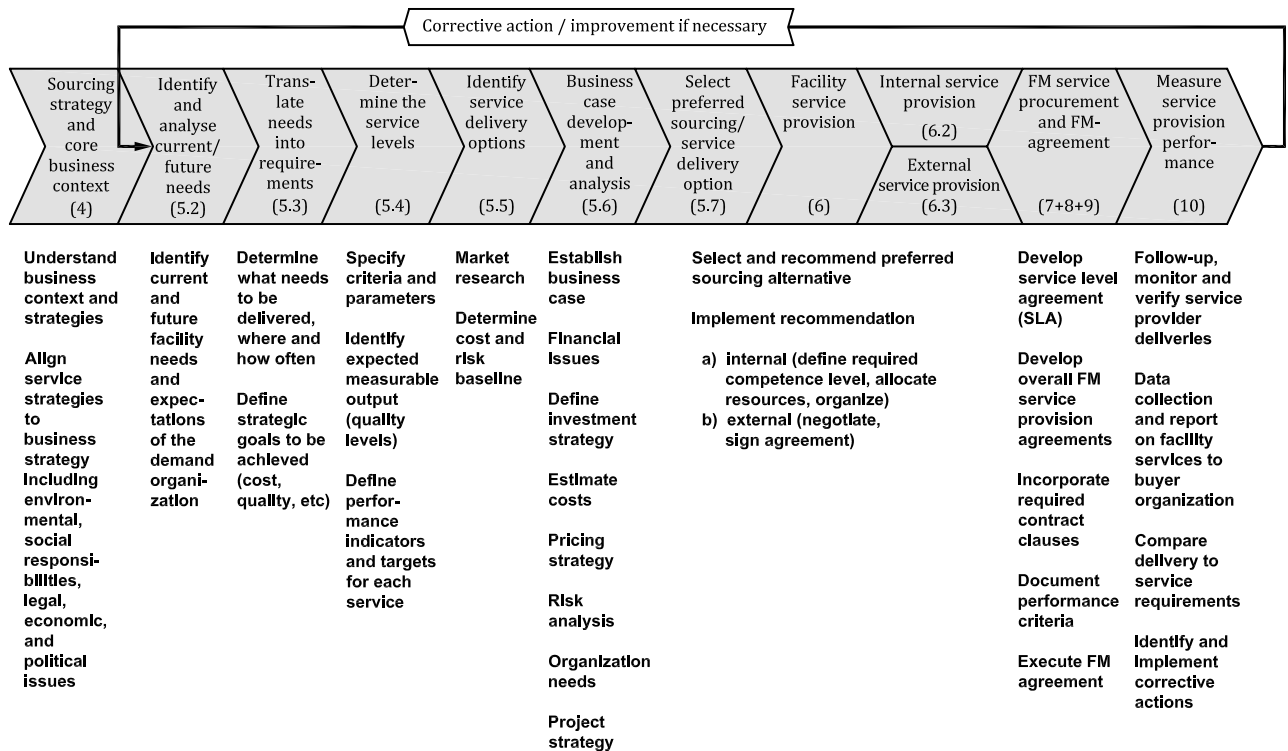 Corrective action / improvement if necessary
Sourcing
strategy
and
core
business
context
(4)
Identify
and
analyse
current/
future
needs
(5.2)
Trans-
late
needs
into
require-
ments
(5.3)
Deter-
mine the
service
levels
(5.4)
Identify
service
delivery
options
(5.5)
Business
case
develop-
ment
and
analysis
(5.6)
Select
preferred
sourcing/
service
delivery
option
(5.7)
Facility
service
provision
(6)
Internal service
provision
(6.2)
External
service provision
(6.3)
FM service
procurement
and FM-
agreement
(7+8+9)
Measure
service
provision
perfor-
mance
(10)
Understand
business
context and
strategies
Align
service
strategies
to
business
strategy
including
environ-
mental,
social
responsi-
bilities,
legal,
economic,
and
political
issues
Identify
current
and
future
facility
needs
and
expec-
tations
of the
demand
organi-
zation
Determine
what needs
to be
delivered,
where and
how often
Define
strategic
goals to be
achieved
(cost,
quality, etc)
Specify
criteria and
parameters
Identify
expected
measurable
output
(quality
levels)
Define
perfor-
mance
indicators
and targets
for each
service
Market
research
Determine
cost and
risk
baseline
Establish
business
case
Financial
issues
Define
investment
strategy
Estimate
costs
Pricing
strategy
Risk
analysis
Organization
needs
Project
strategy
Select and recommend preferred
sourcing alternative
Implement recommendation
a) internal (define required
competence level, allocate
resources, organize)
b) external (negotiate,
sign agreement)
Develop
service level
agreement
(SLA)
Develop
overall FM
service
provision
agreements
Incorporate
required
contract
clauses
Document
performance
criteria
Execute FM
agreement
Follow-up,
monitor and
verify service
provider
deliveries
Data
collection
and report
on facility
services to
buyer
organization
Compare
delivery to
service
requirements
Identify and
implement
corrective
actions